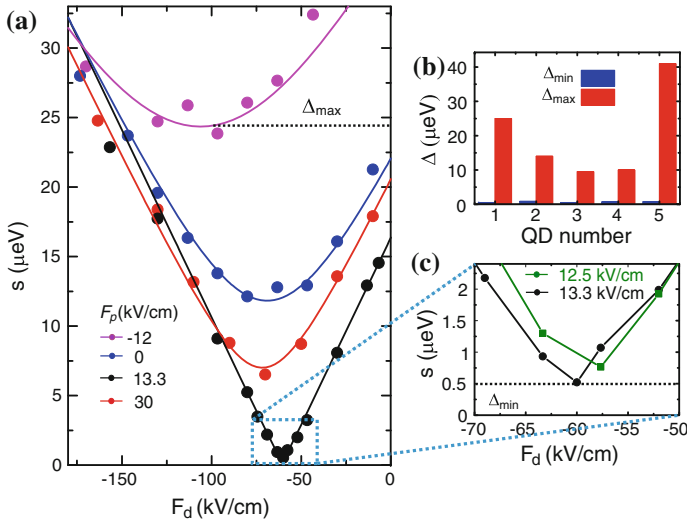 (a)
35
30
25
20
15
10
5
0
s (μeV)
Δmax
Fp(kV/cm)
-12
0
13.3
30
-150
-100
-50
0
Fd (kV/cm)
(b)
40
30
20
10
0
Δ (μeV)
Δmin
Δmax
1 2 3 4 5
QD number
(c)
12.5 kV/cm
13.3 kV/cm
2
1.5
1
0.5
0
s (μeV)
Δmin
-70 -65 -60 -55 -50
Fd (kV/cm)